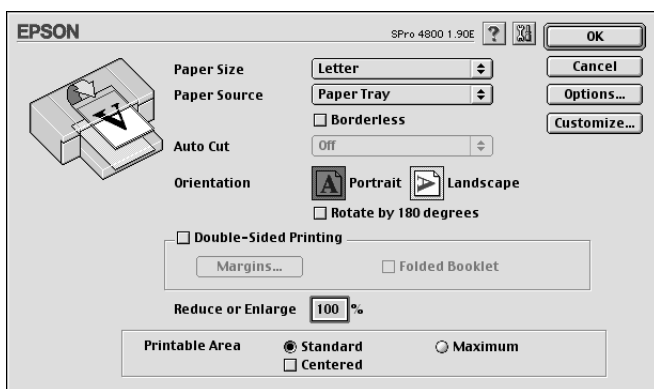 EPSON SPro 4800 1.90E ? OK
Paper Size Letter Cancel
Paper Source Paper Tray Options...
Borderless Customize...
Auto Cut Off
Orientation A Portrait A Landscape
Rotate by 180 degrees
Double-Sided Printing
Margins... Folded Booklet
Reduce or Enlarge 100 %
Printable Area Standard Maximum
Centered